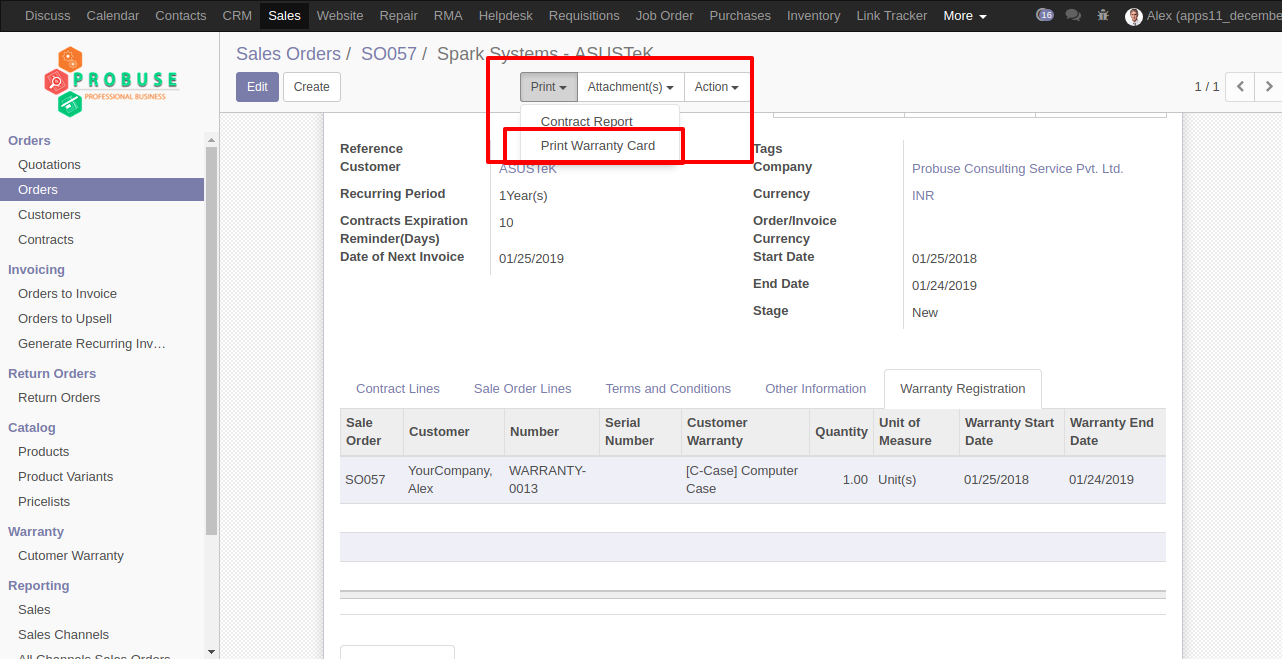 Discuss Calendar Contacts CRM Sales Website Repair RMA Helpdesk Requisitions Job Order Purchases Inventory Link Tracker More 16 Alex (apps11_decembe
PROBUSE
PROFESSIONAL BUSINESS
Orders
Quotations
Orders
Customers
Contracts
Invoicing
Orders to Invoice
Orders to Upsell
Generate Recurring Inv…
Return Orders
Return Orders
Catalog
Products
Product Variants
Pricelists
Warranty
Cutomer Warranty
Reporting
Sales
Sales Channels
All Channels Sales Orders
Sales Orders / SO057 / Spark Systems - ASUSTeK
Edit Create Print Attachment(s) Action 1 / 1
Contract Report
Print Warranty Card
Reference
Customer ASUSTeK
Recurring Period 1Year(s)
Contracts Expiration 10
Reminder(Days)
Date of Next Invoice 01/25/2019
Tags
Company Probuse Consulting Service Pvt. Ltd.
Currency INR
Order/Invoice
Currency
Start Date 01/25/2018
End Date 01/24/2019
Stage New
Contract Lines Sale Order Lines Terms and Conditions Other Information Warranty Registration
Sale Order Customer Number Serial Number Customer Warranty Quantity Unit of Measure Warranty Start Date Warranty End Date
SO057 YourCompany, Alex WARRANTY-0013 [C-Case] Computer Case 1.00 Unit(s) 01/25/2018 01/24/2019